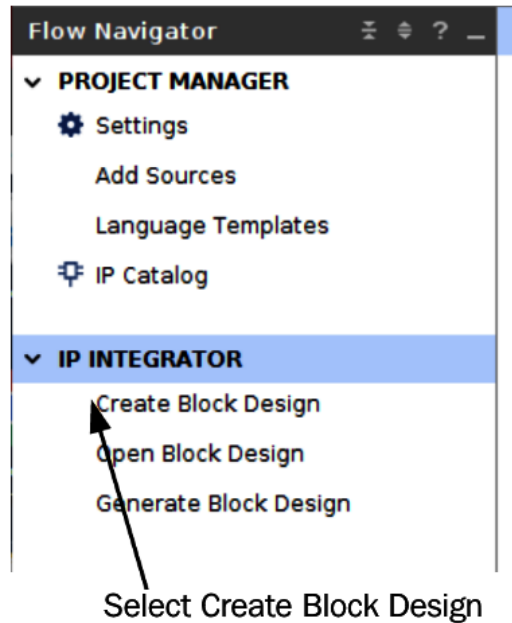 Flow Navigator ?
PROJECT MANAGER
Settings
Add Sources
Language Templates
IP Catalog
IP INTEGRATOR
Create Block Design
Open Block Design
Generate Block Design
Select Create Block Design